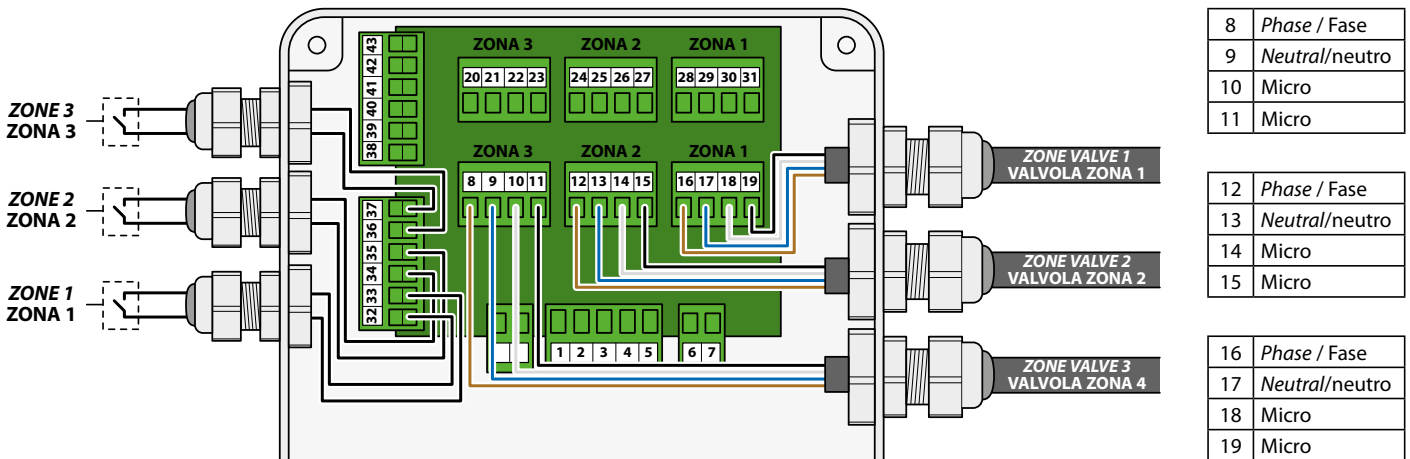 ZONE 3
ZONA 3
ZONE 2
ZONA 2
ZONE 1
ZONA 1
43
42
41
40
39
38
37
36
35
34
33
32
ZONA 3 ZONA 2 ZONA 1
20 21 22 23 24 25 26 27 28 29 30 31
ZONA 3 ZONA 2 ZONA 1
8 9 10 11 12 13 14 15 16 17 18 19
1 2 3 4 5 6 7
ZONE VALVE 1
VALVOLA ZONA 1
ZONE VALVE 2
VALVOLA ZONA 2
ZONE VALVE 3
VALVOLA ZONA 4
8 Phase / Fase
9 Neutral/neutro
10 Micro
11 Micro
12 Phase / Fase
13 Neutral/neutro
14 Micro
15 Micro
16 Phase / Fase
17 Neutral/neutro
18 Micro
19 Micro